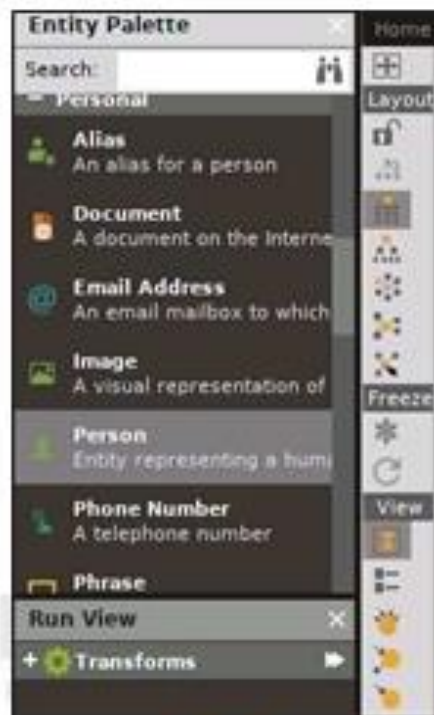 Entity Palette
Home
Search:
Personal
Layout
Alias
An alias for a person
Document
A document on the Interne
Email Address
An email mailbox to which
Image
A visual representation of
Freeze
Person
Entity representing a huma
Phone Number
A telephone number
View
Phrase
Run View
Transforms